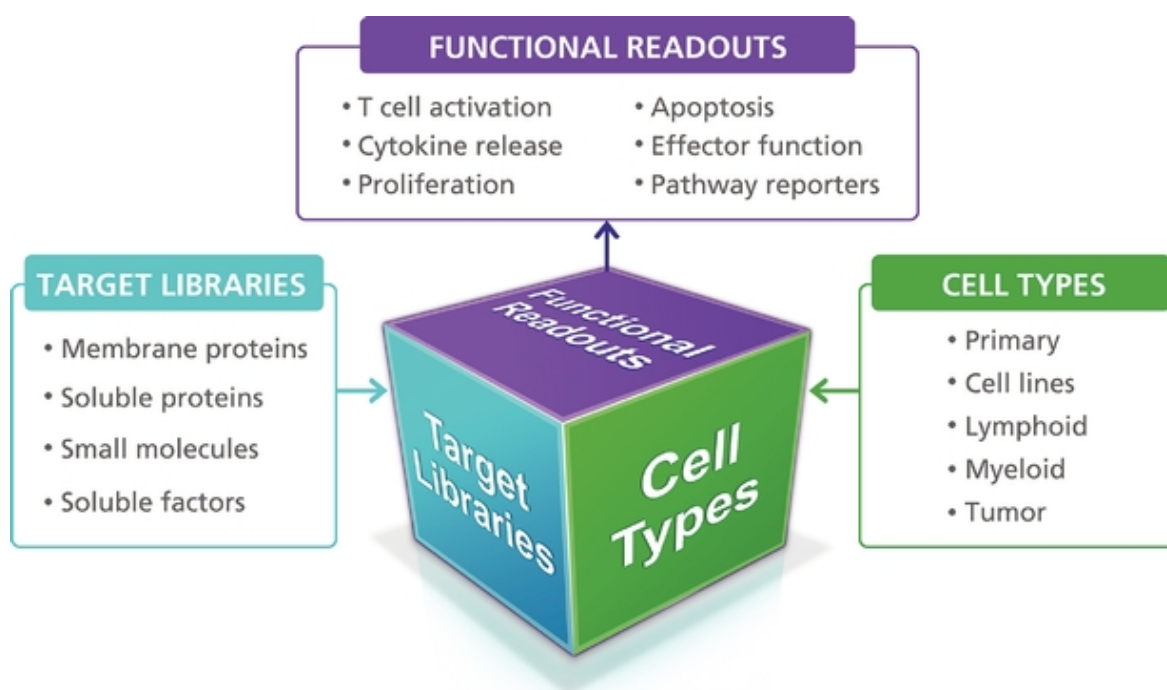 FUNCTIONAL READOUTS
• T cell activation
• Cytokine release
• Proliferation
• Apoptosis
• Effector function
• Pathway reporters
TARGET LIBRARIES
• Membrane proteins
• Soluble proteins
• Small molecules
• Soluble factors
Functional
Readouts
Target
Libraries
Cell
Types
CELL TYPES
• Primary
• Cell lines
• Lymphoid
• Myeloid
• Tumor